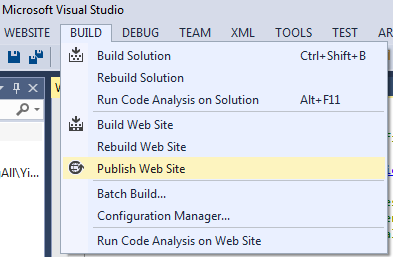 Microsoft Visual Studio
WEBSITE BUILD DEBUG TEAM XML TOOLS TEST
Build Solution Ctrl+Shift+B
Rebuild Solution
Run Code Analysis on Solution Alt+F11
Build Web Site
Rebuild Web Site
Publish Web Site
Batch Build...
Configuration Manager...
Run Code Analysis on Web Site
All\Yi...